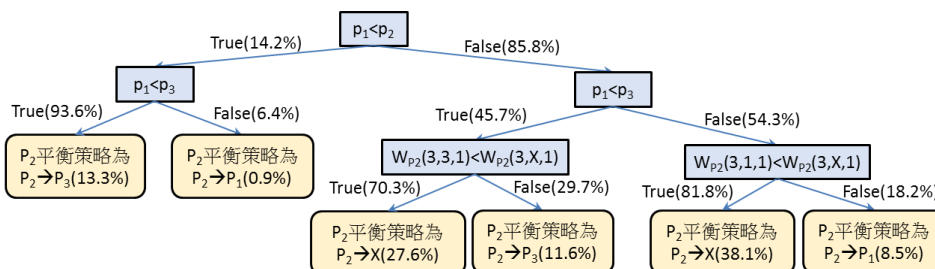 p₁<p₂
True(14.2%)
False(85.8%)
p₁<p₃
p₁<p₃
True(93.6%)
False(6.4%)
True(45.7%)
False(54.3%)
P₂平衡策略為
P₂→P₃(13.3%)
P₂平衡策略為
P₂→P₁(0.9%)
W_P2(3,3,1)<W_P2(3,X,1)
W_P2(3,1,1)<W_P2(3,X,1)
True(70.3%)
False(29.7%)
True(81.8%)
False(18.2%)
P₂平衡策略為
P₂→X(27.6%)
P₂平衡策略為
P₂→P₃(11.6%)
P₂平衡策略為
P₂→X(38.1%)
P₂平衡策略為
P₂→P₁(8.5%)